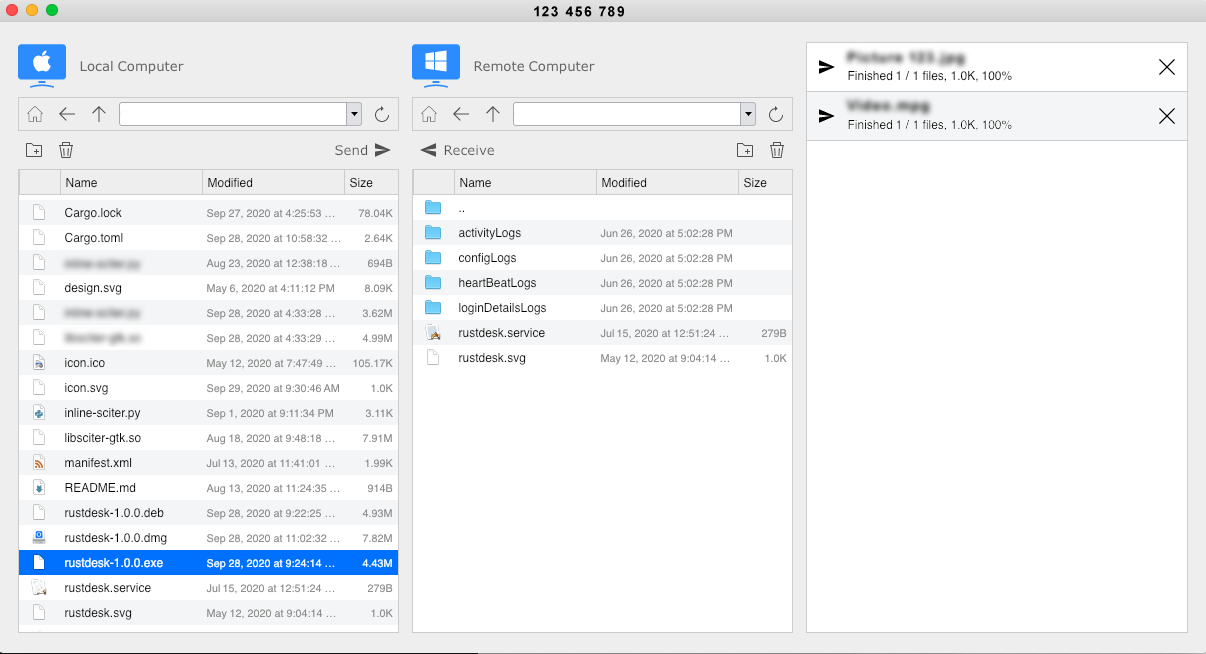 123 456 789
Local Computer
Send
Name Modified Size
Cargo.lock Sep 27, 2020 at 4:25:53 ... 78.04K
Cargo.toml Sep 28, 2020 at 10:58:32 ... 2.64K
Aug 23, 2020 at 12:38:18 ... 694B
design.svg May 6, 2020 at 4:11:12 PM 8.09K
Sep 28, 2020 at 4:33:28 ... 3.62M
Sep 28, 2020 at 4:33:29 ... 4.99M
icon.ico May 12, 2020 at 7:47:49 ... 105.17K
icon.svg Sep 29, 2020 at 9:30:46 AM 1.0K
inline-sciter.py Sep 1, 2020 at 9:11:34 PM 3.11K
libsciter-gtk.so Aug 18, 2020 at 9:48:18 ... 7.91M
manifest.xml Jul 13, 2020 at 11:41:01 ... 1.99K
README.md Aug 13, 2020 at 11:24:35 ... 914B
rustdesk-1.0.0.deb Sep 28, 2020 at 9:22:25 ... 4.93M
rustdesk-1.0.0.dmg Sep 28, 2020 at 11:02:32 ... 7.82M
rustdesk-1.0.0.exe Sep 28, 2020 at 9:24:14 ... 4.43M
rustdesk.service Jul 15, 2020 at 12:51:24 ... 279B
rustdesk.svg May 12, 2020 at 9:04:14 ... 1.0K
Remote Computer
Receive
Name Modified Size
..
activityLogs Jun 26, 2020 at 5:02:28 PM
configLogs Jun 26, 2020 at 5:02:28 PM
heartBeatLogs Jun 26, 2020 at 5:02:28 PM
loginDetailsLogs Jun 26, 2020 at 5:02:28 PM
rustdesk.service Jul 15, 2020 at 12:51:24 ... 279B
rustdesk.svg May 12, 2020 at 9:04:14 ... 1.0K
Picture 123.jpg
Finished 1 / 1 files, 1.0K, 100%
Video.mpg
Finished 1 / 1 files, 1.0K, 100%